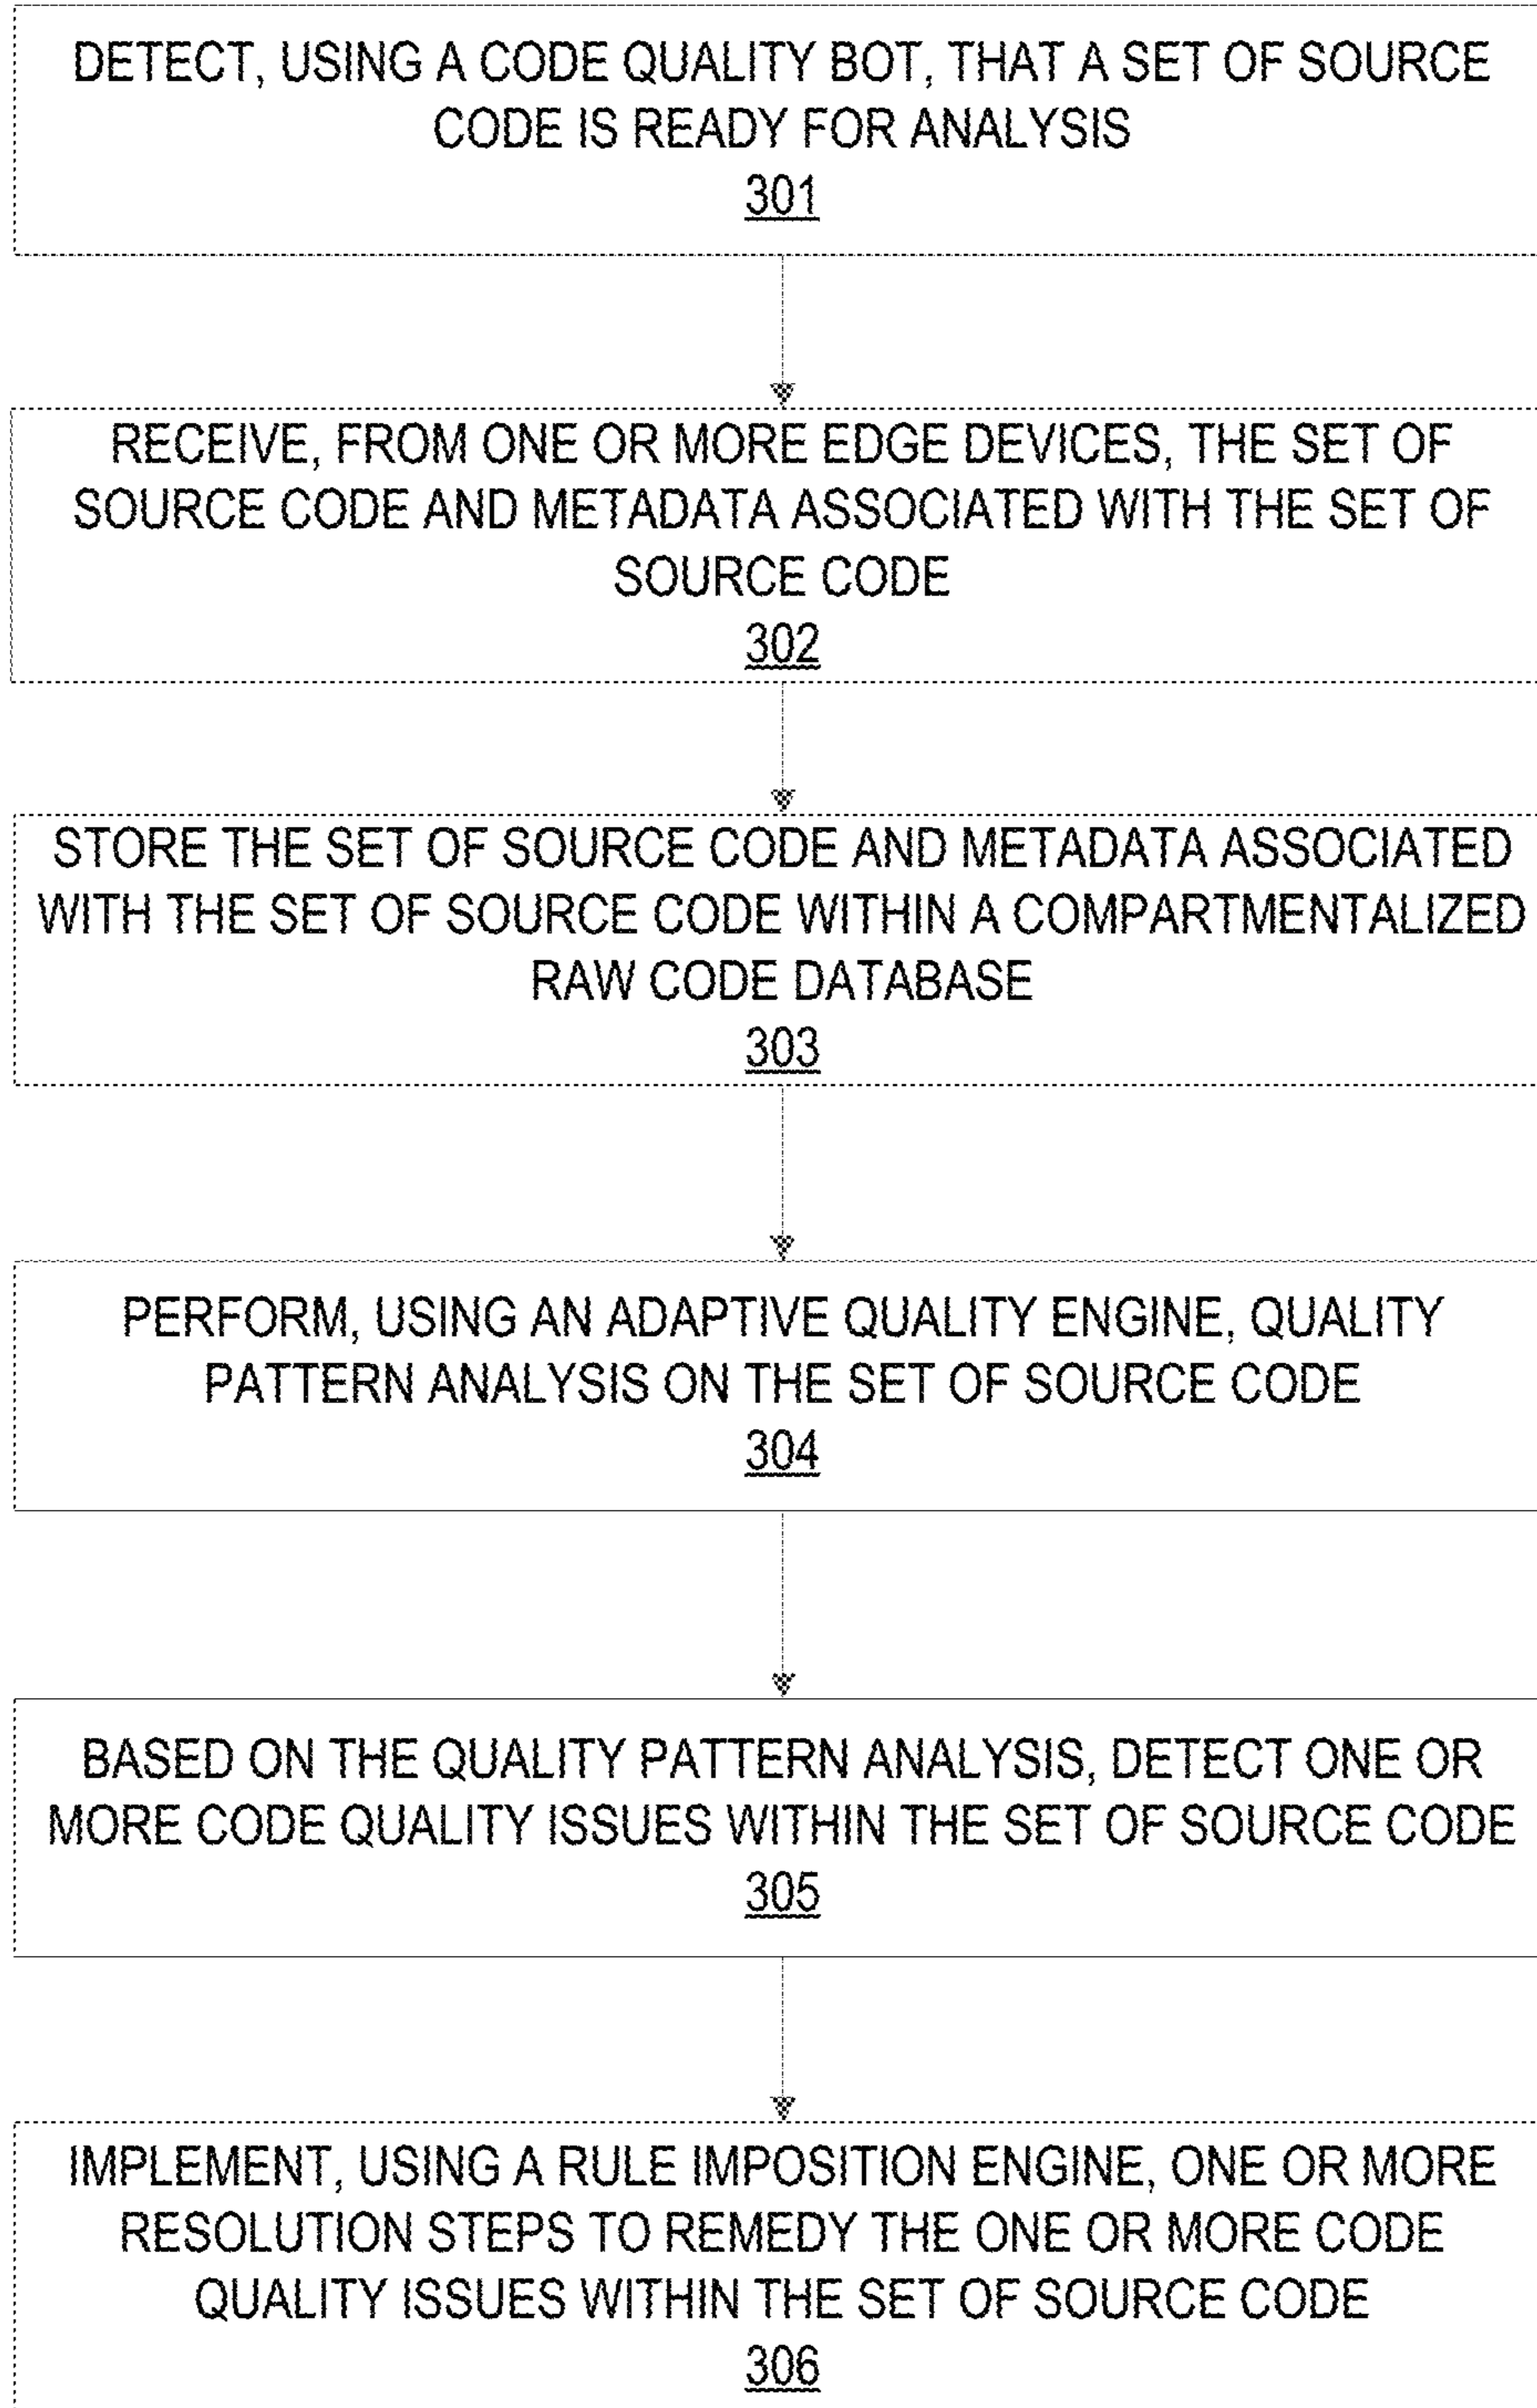 DETECT, USING A CODE QUALITY BOT, THAT A SET OF SOURCE
CODE IS READY FOR ANALYSIS
301
RECEIVE, FROM ONE OR MORE EDGE DEVICES, THE SET OF
SOURCE CODE AND METADATA ASSOCIATED WITH THE SET OF
SOURCE CODE
302
STORE THE SET OF SOURCE CODE AND METADATA ASSOCIATED
WITH THE SET OF SOURCE CODE WITHIN A COMPARTMENTALIZED
RAW CODE DATABASE
303
PERFORM, USING AN ADAPTIVE QUALITY ENGINE, QUALITY
PATTERN ANALYSIS ON THE SET OF SOURCE CODE
304
BASED ON THE QUALITY PATTERN ANALYSIS, DETECT ONE OR
MORE CODE QUALITY ISSUES WITHIN THE SET OF SOURCE CODE
305
IMPLEMENT, USING A RULE IMPOSITION ENGINE, ONE OR MORE
RESOLUTION STEPS TO REMEDY THE ONE OR MORE CODE
QUALITY ISSUES WITHIN THE SET OF SOURCE CODE
306